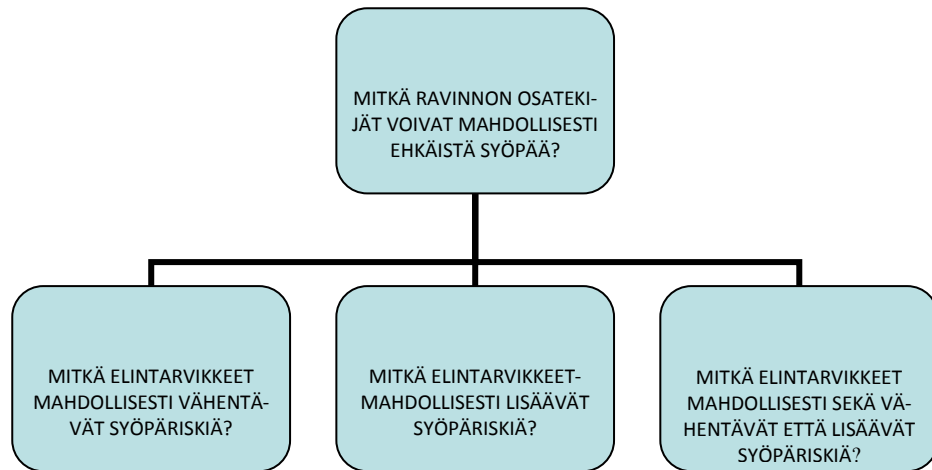 MITKÄ RAVINNON OSATEKI-
JÄT VOIVAT MAHDOLLISESTI
EHKÄISTÄ SYÖPÄÄ?
MITKÄ ELINTARVIKKEET
MAHDOLLISESTI VÄHENTÄ-
VÄT SYÖPÄRISKIÄ?
MITKÄ ELINTARVIKKEET-
MAHDOLLISESTI LISÄÄVÄT
SYÖPÄRISKIÄ?
MITKÄ ELINTARVIKKEET
MAHDOLLISESTI SEKÄ VÄ-
HENTÄVÄT ETTÄ LISÄÄVÄT
SYÖPÄRISKIÄ?